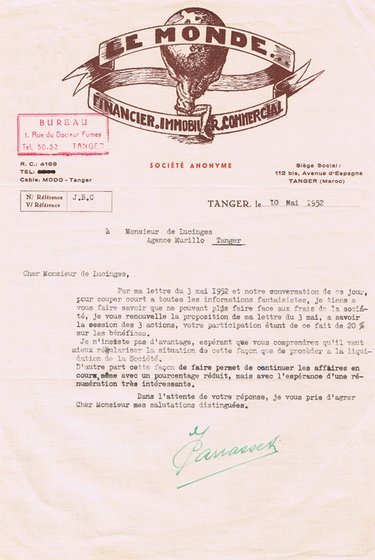 LE MONDE...
FINANCIER, IMMOBILIER, COMMERCIAL
BUREAU
1, Rue du Docteur Fumey
Tél. 50-52 TANGER
R. C.: 4169
TEL:
Cable: MODO - Tanger
SOCIÉTÉ ANONYME
Siège Social:
112 bis, Avenue d'Espagne
TANGER (Maroc)
N/ Référence J.B.C
V/ Référence
TANGER, le 10 Mai 1952
à Monsieur de Lucinges
Agence Murillo Tanger
Cher Monsieur de Lucinges,
Par ma lettre du 3 mai 1952 et notre conversation de ce jour,
pour couper court a toutes les informations fantaisistes, je tiens a
vous faire savoir que ne pouvant plus faire face aux frais de la socié-
té, je vous renouvelle la proposition de ma lettre du 3 mai, a savoir
la session des 3 actions, votre participation étant de ce fait de 20 %
sur les bénéfices.
Je n'insiste pas d'avantage, espérant que vous comprendrez qu'il vaut
mieux régulariser la situation de cette façon que de procéder a la liqui-
dation de la Société.
D'autre part cette façon de faire permet de continuer les affaires en
cours, même avec un pourcentage réduit, mais avec l'espérance d'une ré-
munération très intéressante.
Dans l'attente de votre réponse, je vous prie d'agrer
Cher Monsieur mes salutations distinguées.